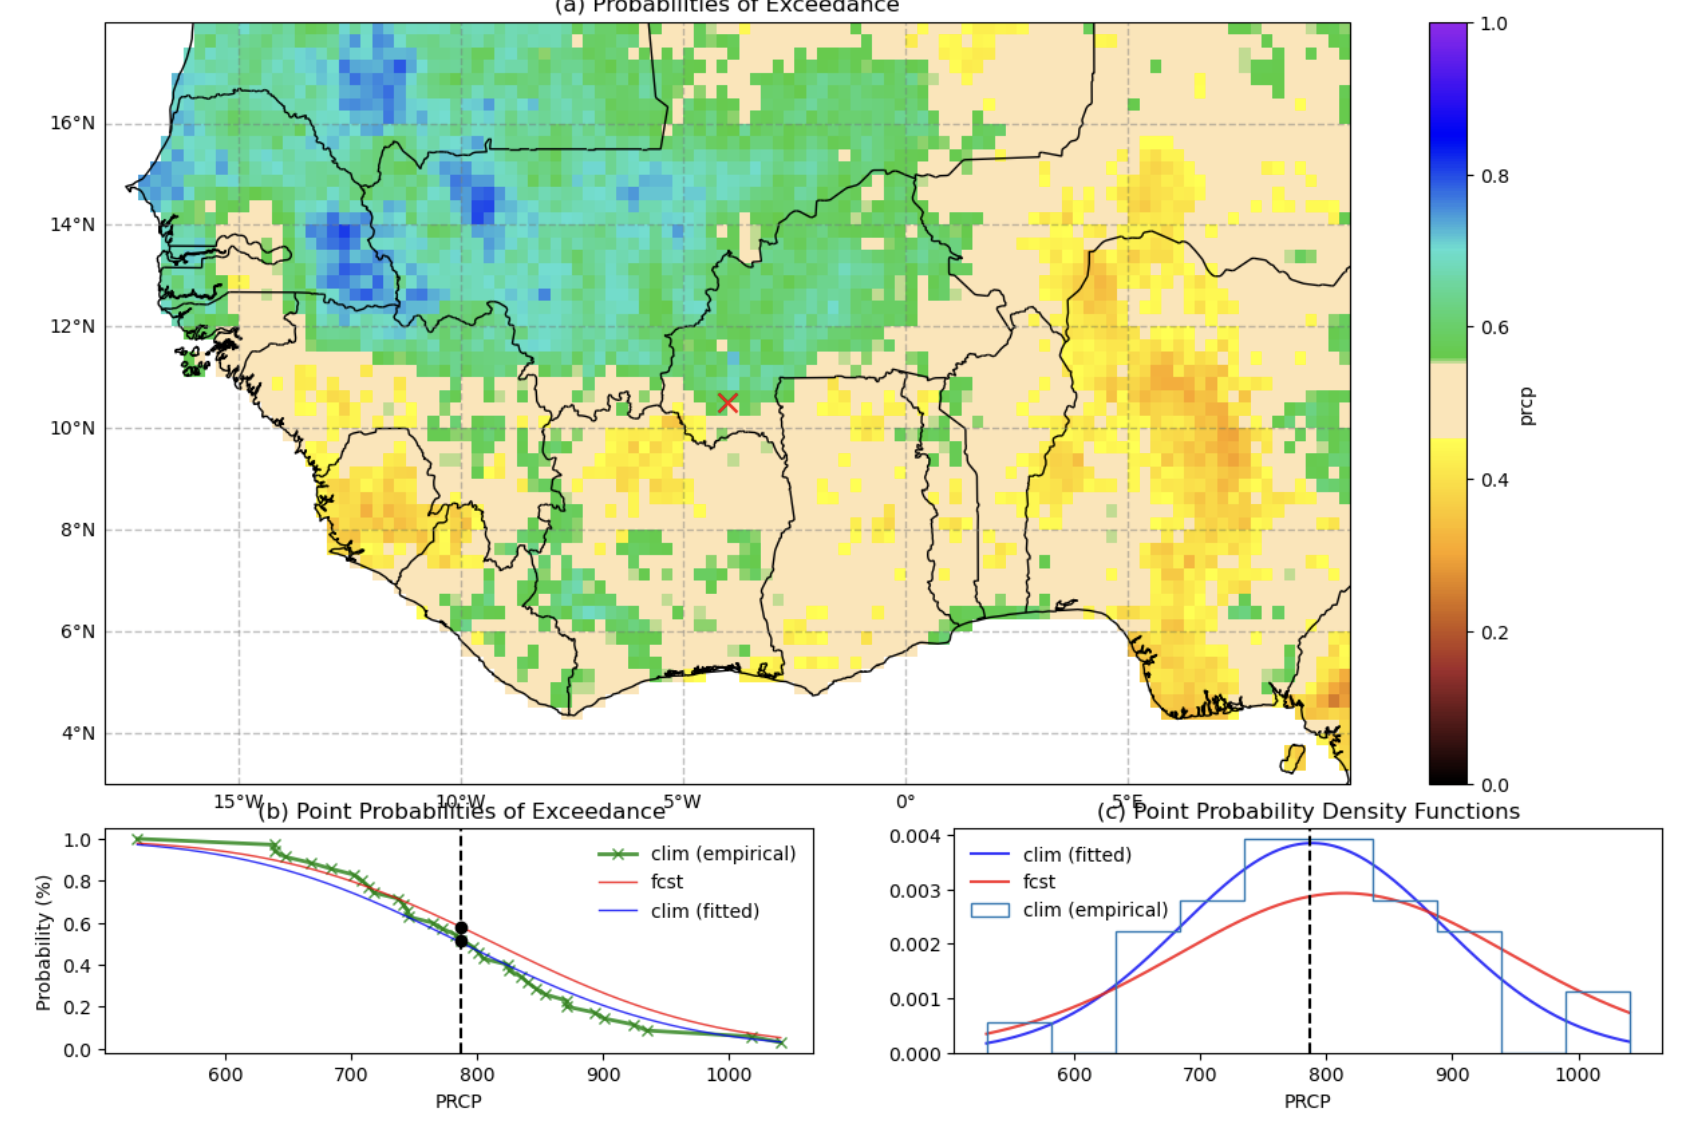 (a) Probabilities of Exceedance
16°N
14°N
12°N
10°N
8°N
6°N
4°N
15°W
10°W
5°W
0°
5°E
1.0
0.8
0.6
0.4
0.2
0.0
prcp
(b) Point Probabilities of Exceedance
1.0
0.8
0.6
0.4
0.2
0.0
Probability (%)
clim (empirical)
fcst
clim (fitted)
600
700
800
900
1000
PRCP
(c) Point Probability Density Functions
0.004
0.003
0.002
0.001
0.000
clim (fitted)
fcst
clim (empirical)
600
700
800
900
1000
PRCP